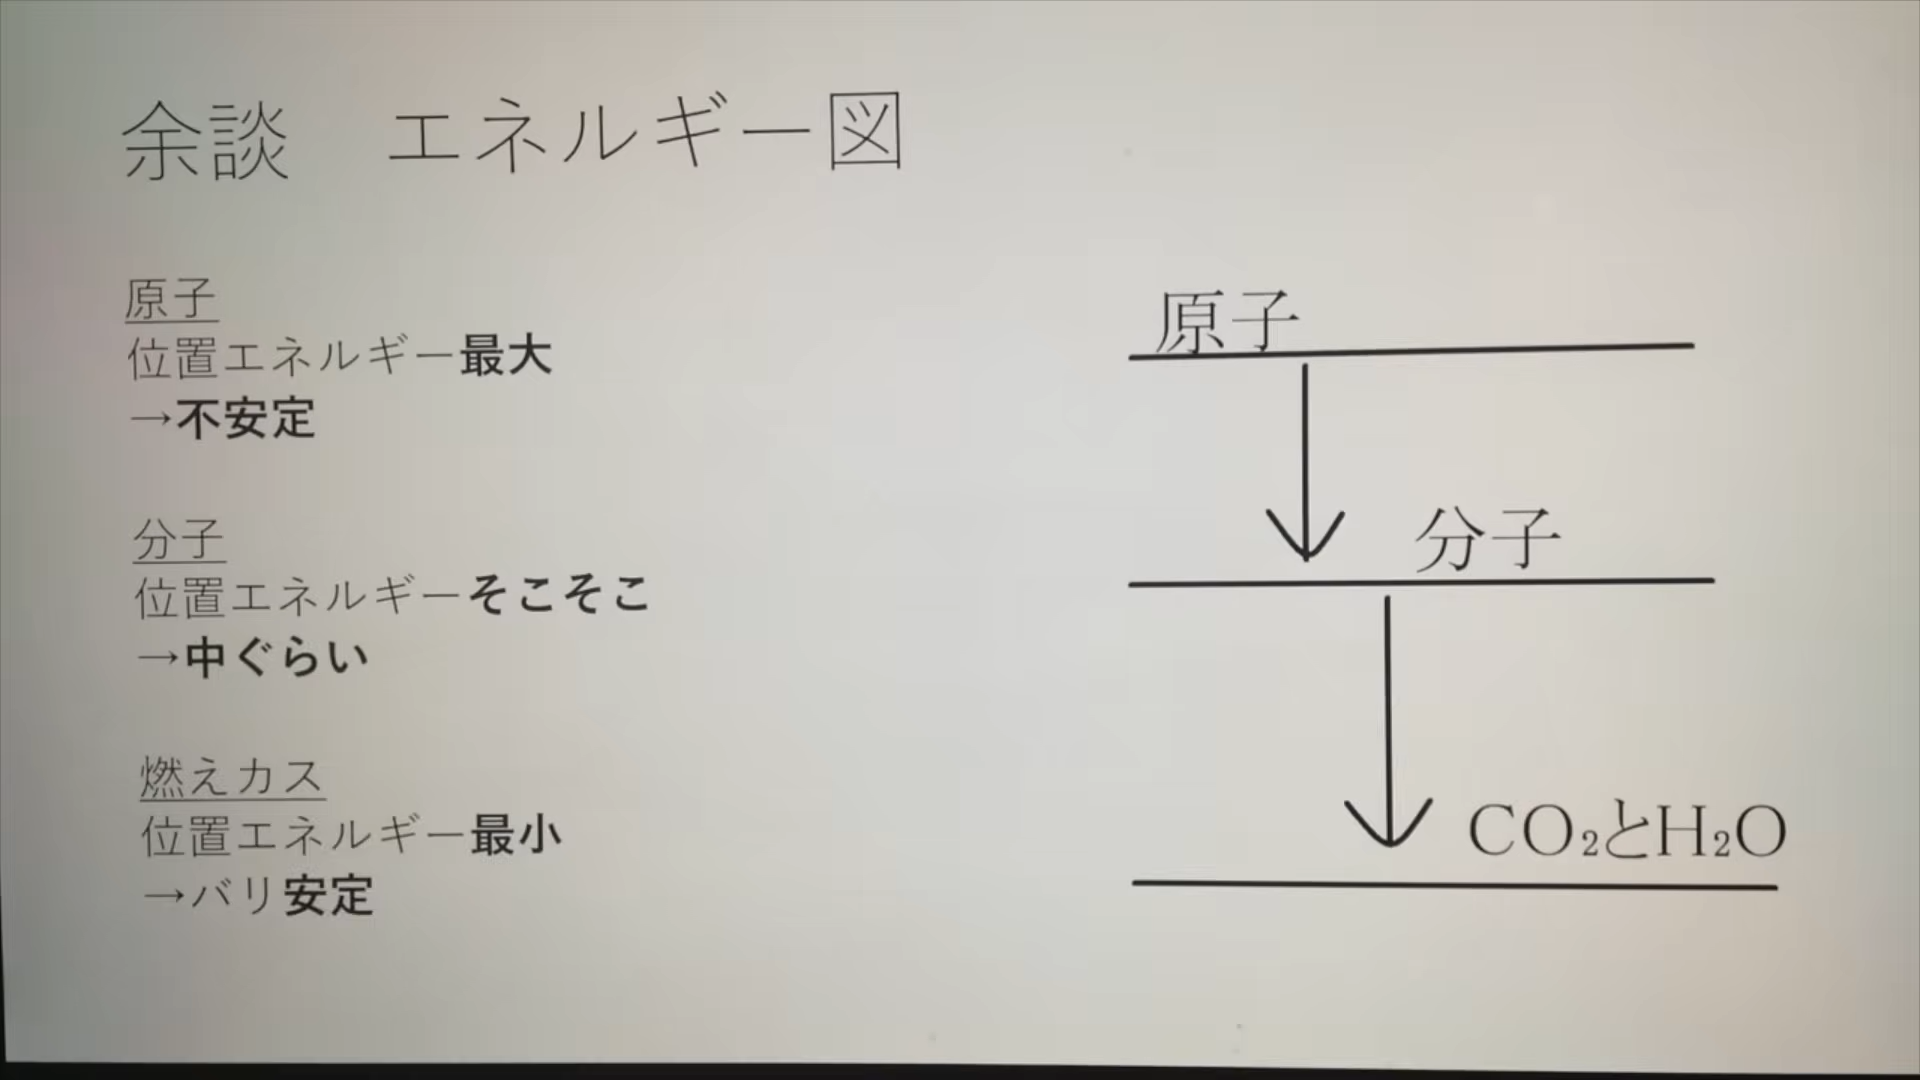 余談　エネルギー図
原子
位置エネルギー最大
→不安定
分子
位置エネルギーそこそこ
→中ぐらい
燃えカス
位置エネルギー最小
→バリ安定
原子
分子
CO₂とH₂O